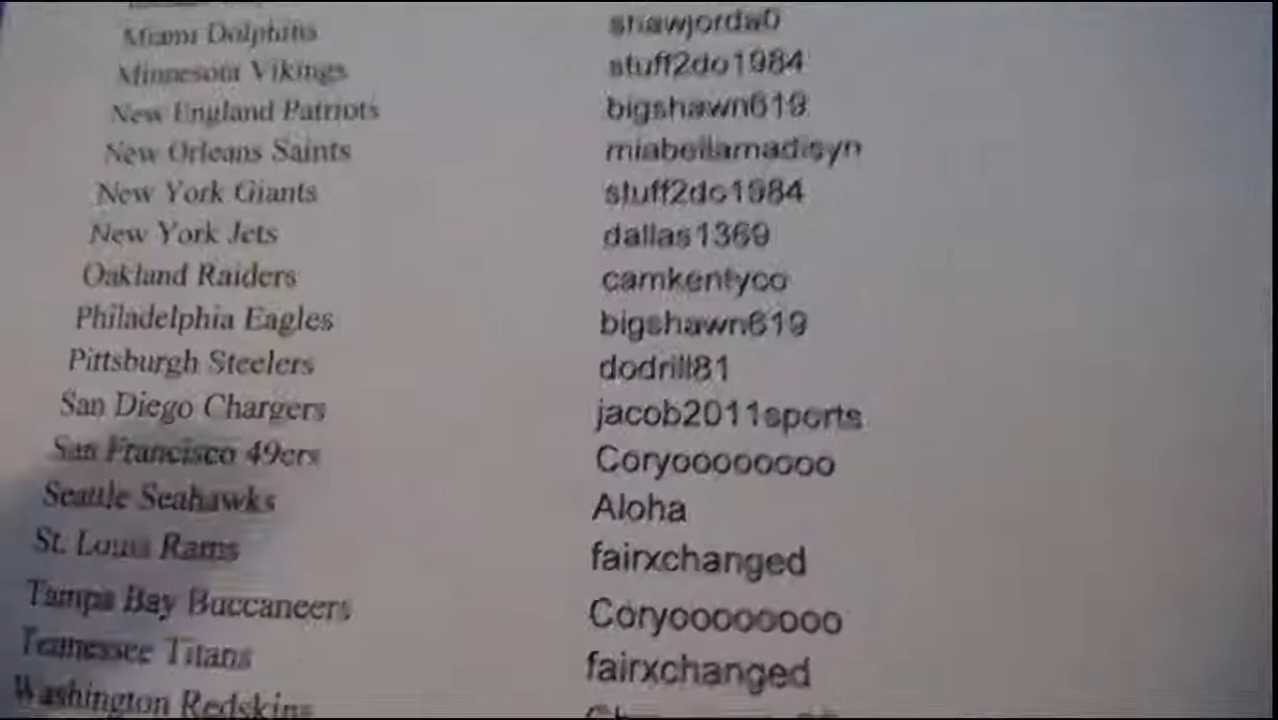 Miami Dolphins shawjorda0
Minnesota Vikings stuff2do1984
New England Patriots bigshawn619
New Orleans Saints miabellamadisyn
New York Giants stuff2do1984
New York Jets dallas1369
Oakland Raiders camkentyco
Philadelphia Eagles bigshawn619
Pittsburgh Steelers dodrill81
San Diego Chargers jacob2011sports
San Francisco 49ers Coryoooooooo
Seattle Seahawks Aloha
St. Louis Rams fairxchanged
Tampa Bay Buccaneers Coryoooooooo
Tennessee Titans fairxchanged
Washington Redskins